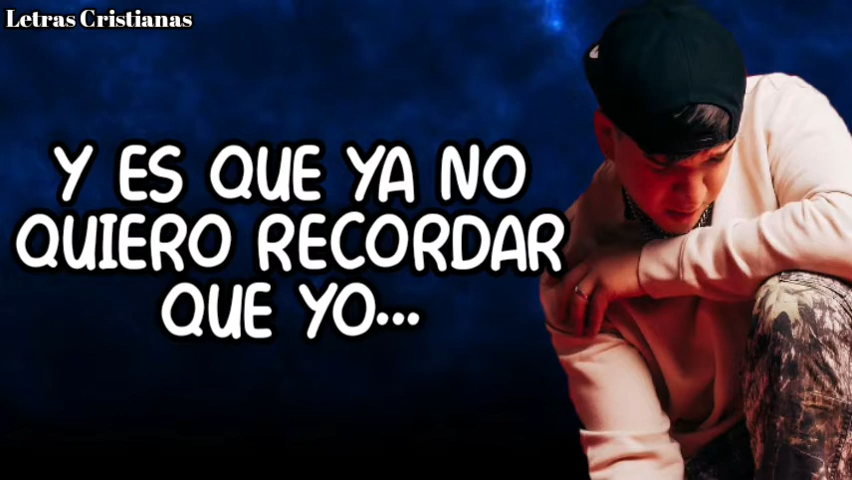 Letras Cristianas
Y ES QUE YA NO
QUIERO RECORDAR
QUE YO...